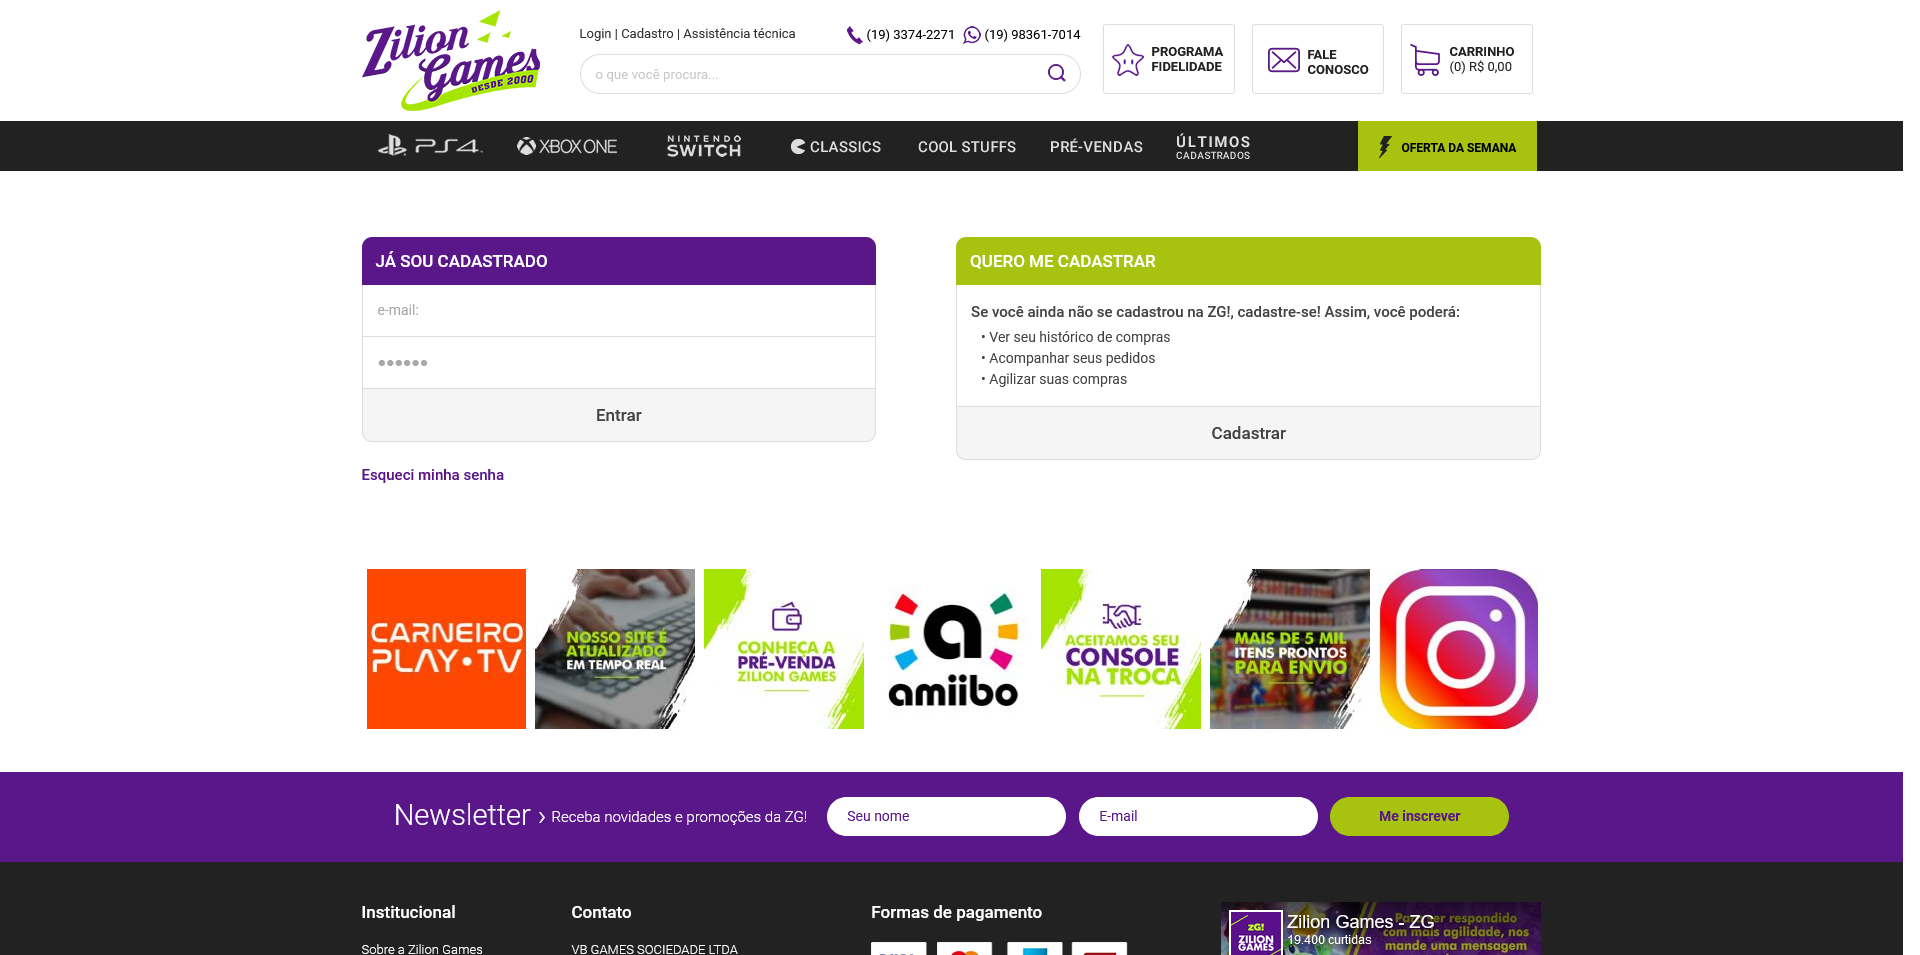 Zilion Games
DESDE 2000
Login | Cadastro | Assistência técnica
(19) 3374-2271
(19) 98361-7014
o que você procura...
PROGRAMA
FIDELIDADE
FALE
CONOSCO
CARRINHO
(0) R$ 0,00
PS4
XBOX ONE
NINTENDO
SWITCH
CLASSICS
COOL STUFFS
PRÉ-VENDAS
ÚLTIMOS
CADASTRADOS
OFERTA DA SEMANA
JÁ SOU CADASTRADO
e-mail:
••••••
Entrar
Esqueci minha senha
QUERO ME CADASTRAR
Se você ainda não se cadastrou na ZG!, cadastre-se! Assim, você poderá:
• Ver seu histórico de compras
• Acompanhar seus pedidos
• Agilizar suas compras
Cadastrar
CARNEIRO
PLAY•TV
NOSSO SITE É
ATUALIZADO
EM TEMPO REAL
CONHEÇA A
PRÉ-VENDA
ZILION GAMES
a
amiibo
ACEITAMOS SEU
CONSOLE
NA TROCA
MAIS DE 5 MIL
ITENS PRONTOS
PARA ENVIO
Newsletter › Receba novidades e promoções da ZG!
Seu nome
E-mail
Me inscrever
Institucional
Sobre a Zilion Games
Contato
VB GAMES SOCIEDADE LTDA
Formas de pagamento
ZG!
ZILION
GAMES
Zilion Games - ZG
19.400 curtidas
respondido
com mais agilidade, nos
mande uma mensagem